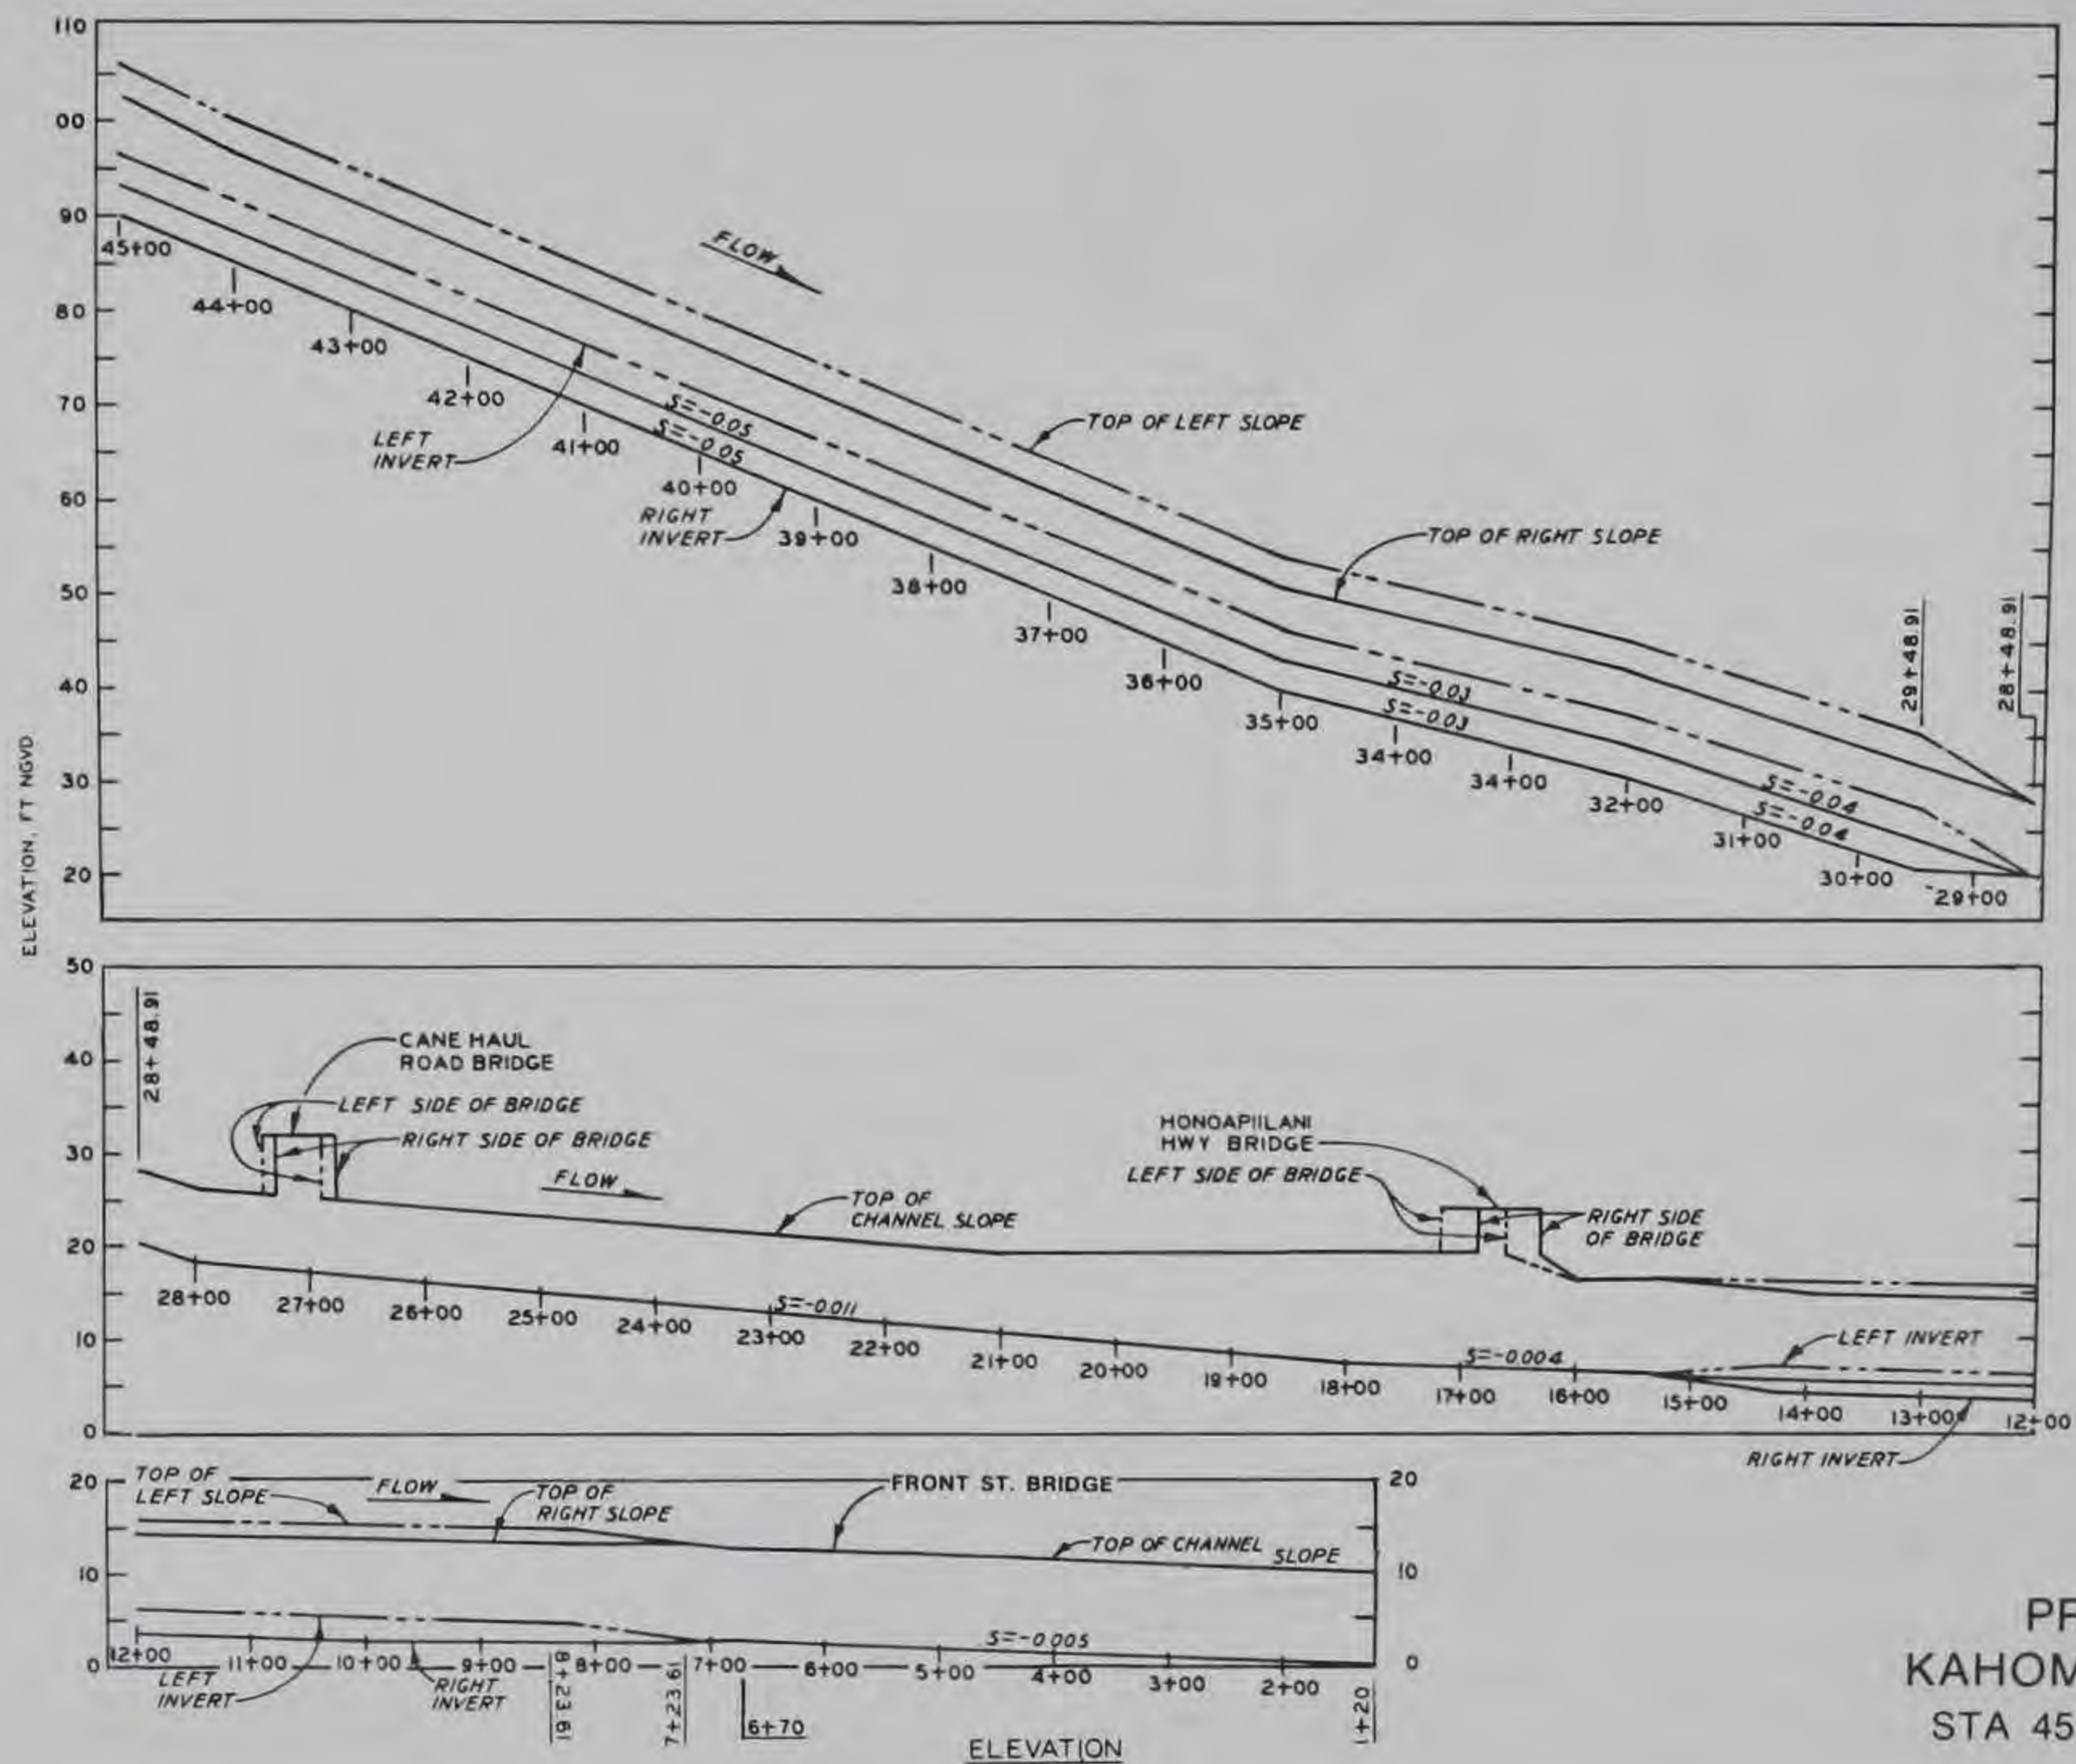 110
00
90
80
70
60
50
40
30
20
ELEVATION, FT NGVD
45+00
44+00
43+00
42+00
41+00
40+00
39+00
38+00
37+00
36+00
35+00
34+00
34+00
32+00
31+00
30+00
29+00
FLOW
LEFT
INVERT
S=-0.05
S=-0.05
RIGHT
INVERT
TOP OF LEFT SLOPE
TOP OF RIGHT SLOPE
S=-0.03
S=-0.03
S=-0.04
S=-0.04
29+48.91
28+48.91
50
40
30
20
10
0
28+48.91
CANE HAUL
ROAD BRIDGE
LEFT SIDE OF BRIDGE
RIGHT SIDE OF BRIDGE
FLOW
TOP OF
CHANNEL SLOPE
HONOAPIILANI
HWY BRIDGE
LEFT SIDE OF BRIDGE
RIGHT SIDE
OF BRIDGE
28+00
27+00
26+00
25+00
24+00
23+00
22+00
21+00
20+00
19+00
18+00
17+00
16+00
15+00
14+00
13+00
12+00
S=-0.011
S=-0.004
LEFT INVERT
RIGHT INVERT
20
10
0
TOP OF
LEFT SLOPE
FLOW
TOP OF
RIGHT SLOPE
FRONT ST. BRIDGE
TOP OF CHANNEL SLOPE
20
10
0
S=-0.005
12+00
11+00
10+00
9+00
8+00
7+00
6+00
5+00
4+00
3+00
2+00
LEFT
INVERT
RIGHT
INVERT
8+23.61
7+23.61
6+70
1+20
ELEVATION
PR
KAHOM
STA 45